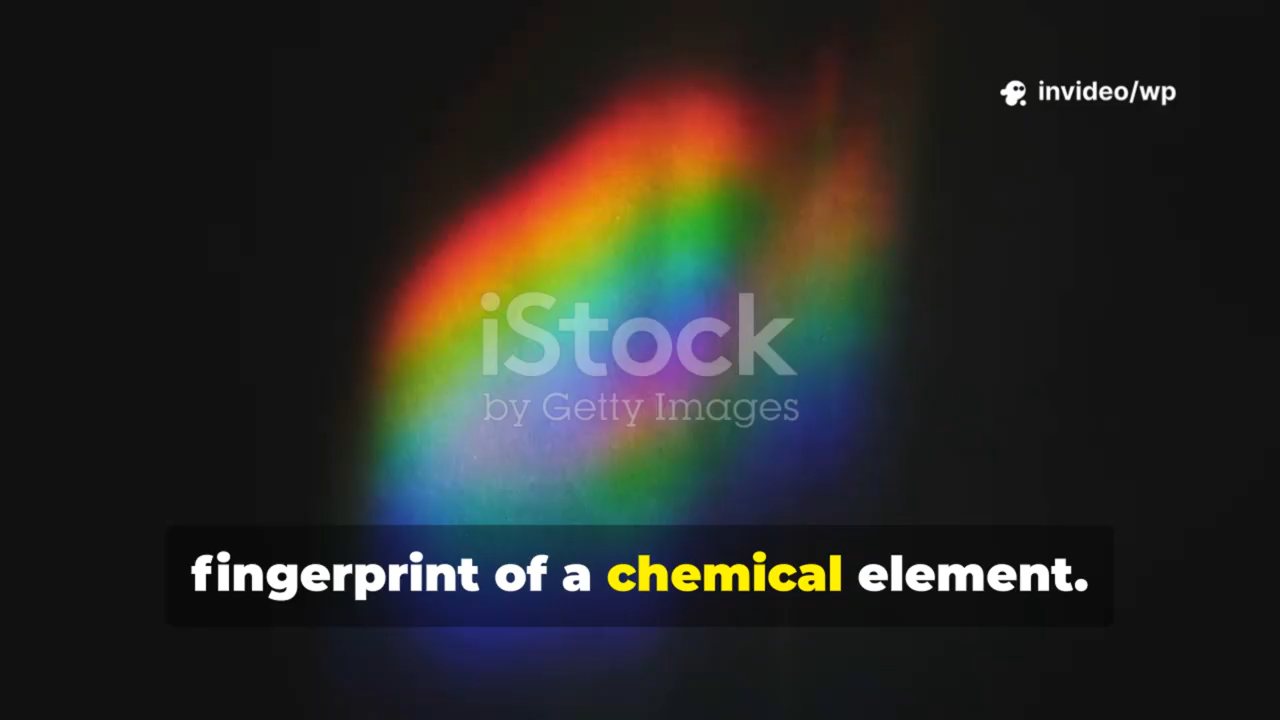 invideo/wp
iStock
by Getty Images
fingerprint of a chemical element.